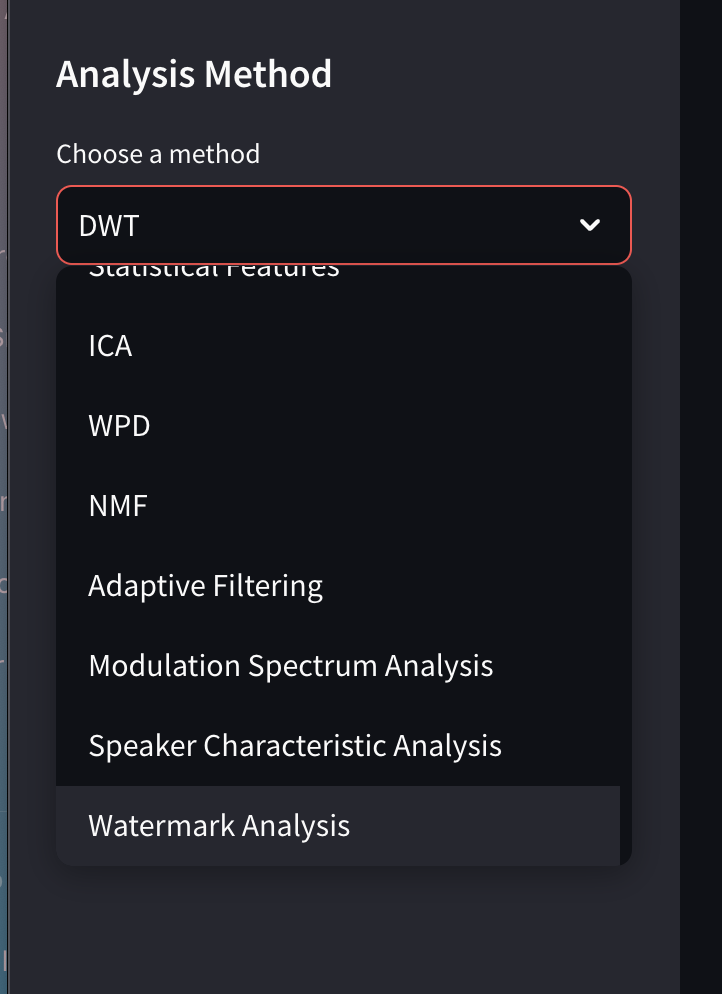 Analysis Method
Choose a method
DWT
Statistical Features
ICA
WPD
NMF
Adaptive Filtering
Modulation Spectrum Analysis
Speaker Characteristic Analysis
Watermark Analysis